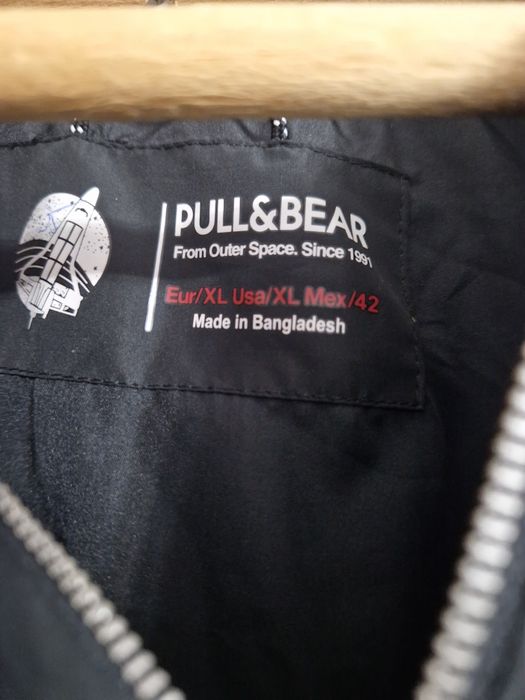 PULL&BEAR
From Outer Space. Since 1991
Eur/XL Usa/XL Mex/42
Made in Bangladesh